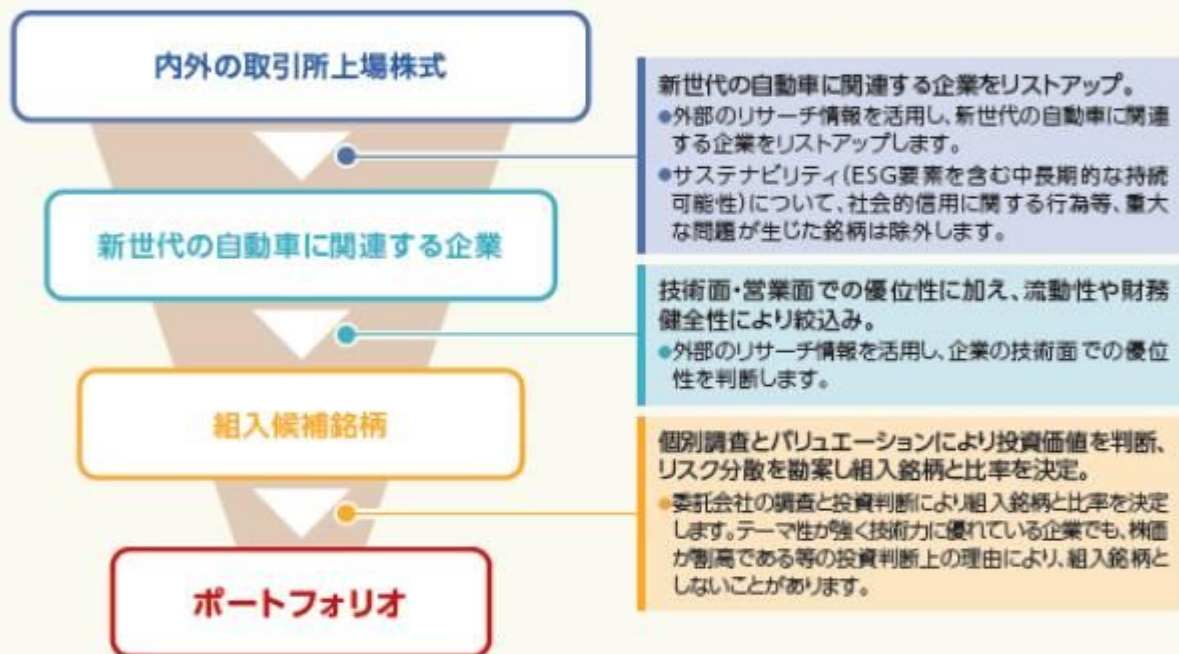 内外の取引所上場株式
新世代の自動車に関連する企業をリストアップ。
●外部のリサーチ情報を活用し、新世代の自動車に関連
する企業をリストアップします。
●サステナビリティ(ESG要素を含む中長期的な持続
可能性)について、社会的信用に関する行為等、重大
な問題が生じた銘柄は除外します。
新世代の自動車に関連する企業
技術面・営業面での優位性に加え、流動性や財務
健全性により絞込み。
●外部のリサーチ情報を活用し、企業の技術面での優位
性を判断します。
組入候補銘柄
個別調査とバリュエーションにより投資価値を判断、
リスク分散を勘案し組入銘柄と比率を決定。
●委託会社の調査と投資判断により組入銘柄と比率を決定
します。テーマ性が強く技術力に優れている企業でも、株価
が割高である等の投資判断上の理由により、組入銘柄と
しないことがあります。
ポートフォリオ